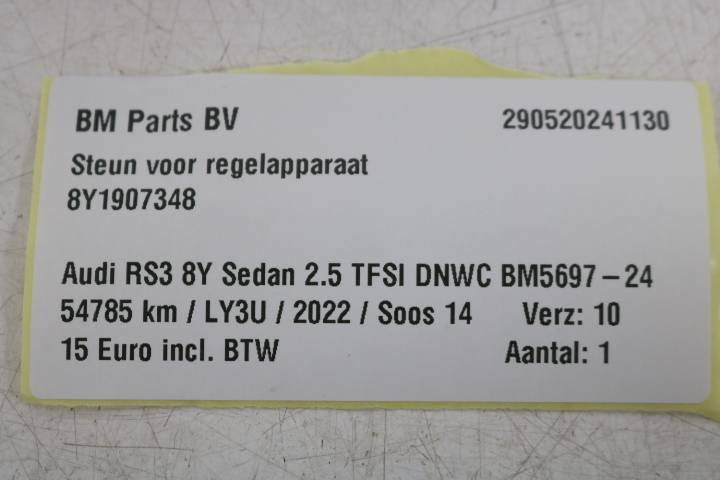 BM Parts BV 290520241130
Steun voor regelapparaat
8Y1907348
Audi RS3 8Y Sedan 2.5 TFSI DNWC BM5697-24
54785 km / LY3U / 2022 / Soos 14 Verz: 10
15 Euro incl. BTW Aantal: 1